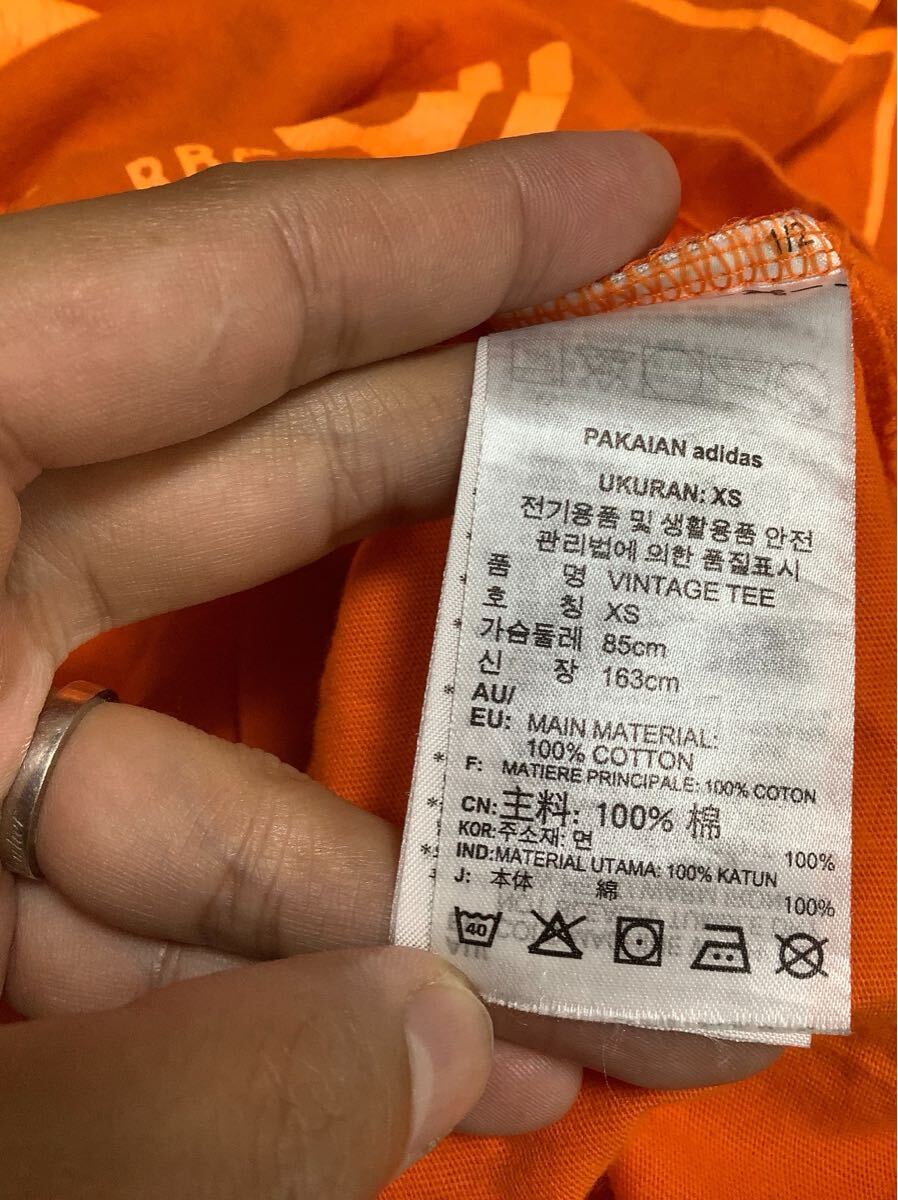 1/2
PAKAIAN adidas
UKURAN: XS
전기용품 및 생활용품 안전
관리법에 의한 품질표시
품 명 VINTAGE TEE
호 칭 XS
가슴둘레 85cm
신 장 163cm
* AU/
EU: MAIN MATERIAL:
100% COTTON
* F: MATIERE PRINCIPALE: 100% COTON
* CN: 主料: 100% 棉
KOR: 주소재: 면 100%
* IND: MATERIAL UTAMA: 100% KATUN
J: 本体 綿 100%
40